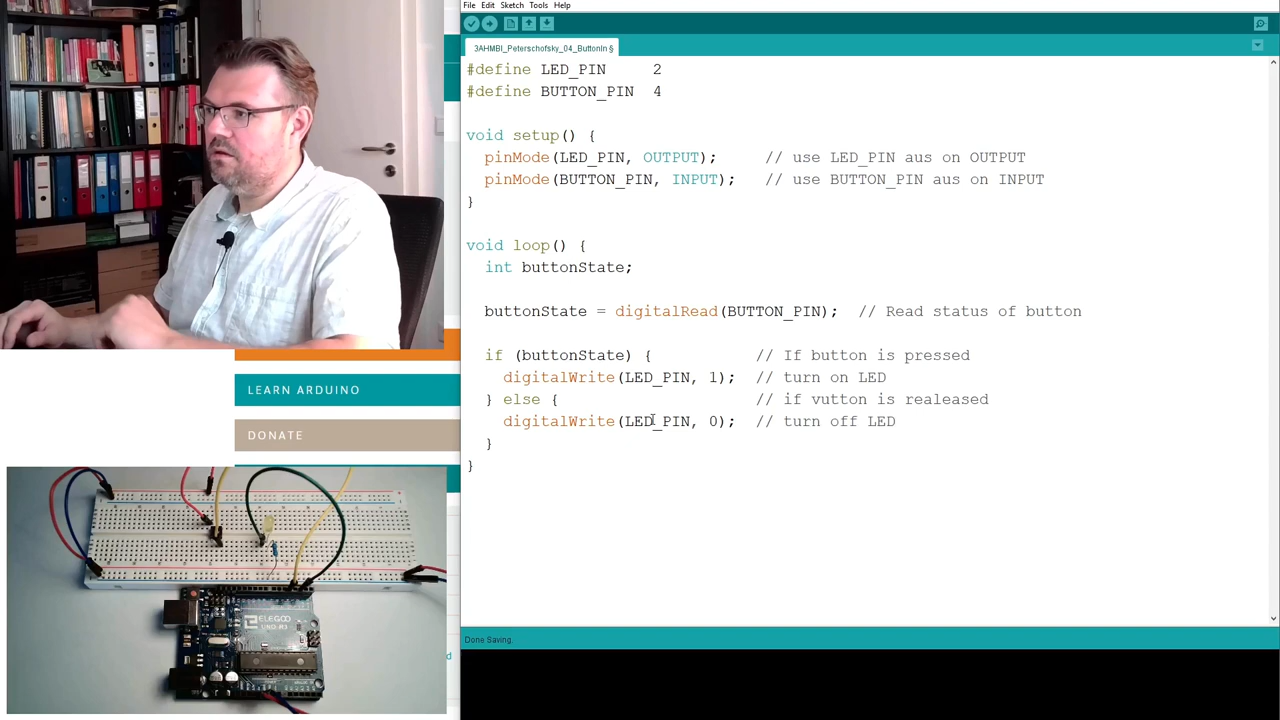 File Edit Sketch Tools Help
3AHMBI_Peterschofsky_04_ButtonIn §
#define LED_PIN     2
#define BUTTON_PIN  4
void setup() {
  pinMode(LED_PIN, OUTPUT);     // use LED_PIN aus on OUTPUT
  pinMode(BUTTON_PIN, INPUT);   // use BUTTON_PIN aus on INPUT
}
void loop() {
  int buttonState;
  buttonState = digitalRead(BUTTON_PIN);  // Read status of button
  if (buttonState) {           // If button is pressed
    digitalWrite(LED_PIN, 1);  // turn on LED
  } else {                     // if vutton is realeased
    digitalWrite(LED_PIN, 0);  // turn off LED
  }
}
Done Saving.
LEARN ARDUINO
DONATE
d
ELEGOO
UNO R3